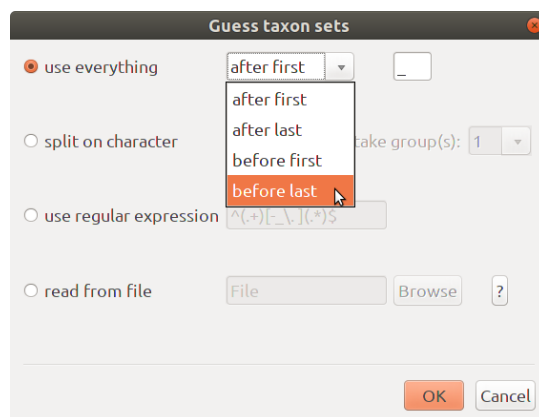 Guess taxon sets
use everything after first _
after first
after last
split on character take group(s): 1
before first
before last
use regular expression ^(.+)[-_\. ](.*)$
read from file File Browse ?
OK Cancel